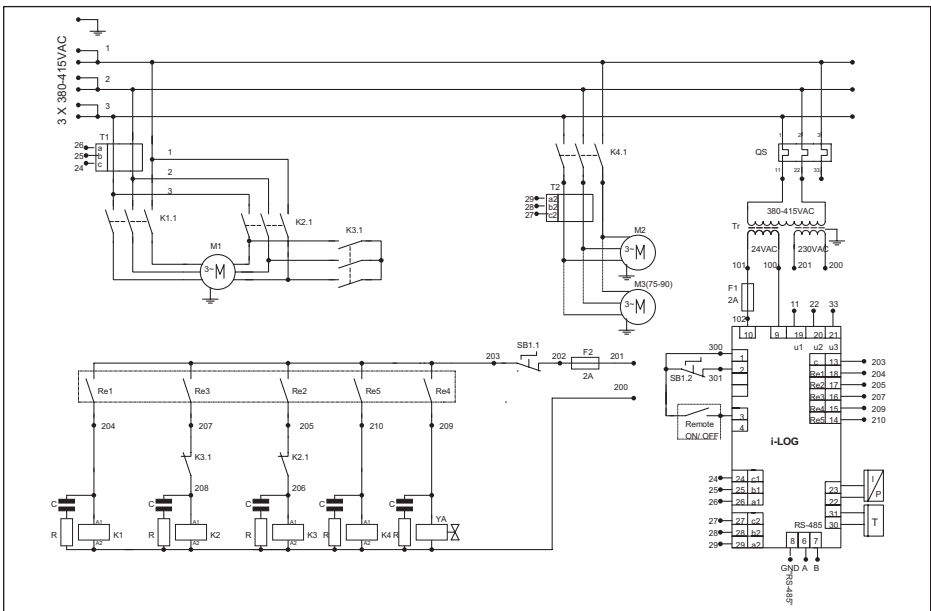 3 X 380-415VAC
1
2
3
T1
26 a
25 b
24 c
1
2
3
K1.1
K2.1
K3.1
M1
3~M
K4.1
T2
29 a2
28 b2
27 c2
M2
3~M
M3(75-90)
3~M
1 2 3
QS
11 22 33
380-415VAC
Tr
24VAC 230VAC
101 100 201 200
F1
2A
102
11 22 33
10 9 19 20 21
u1 u2 u3
SB1.1
203 202 F2 201
2A
200
Re1 Re3 Re2 Re5 Re4
204 207 205 210 209
K3.1 K2.1
208 206
C C C C C
R R R R R
A1 A1 A1 A1 YA
K1 K2 K3 K4
A2 A2 A2 A2
300
1
2
SB1.2 301
3
4
Remote
ON/ OFF
c 13 203
Re1 18 204
Re2 17 205
Re3 16 207
Re4 15 209
Re5 14 210
i-LOG
24 24 c1
25 25 b1
26 26 a1
27 27 c2
28 28 b2
29 29 a2
23 I
22 P
31 T
30
RS-485
8 6 7
GND A B
"RS-485"